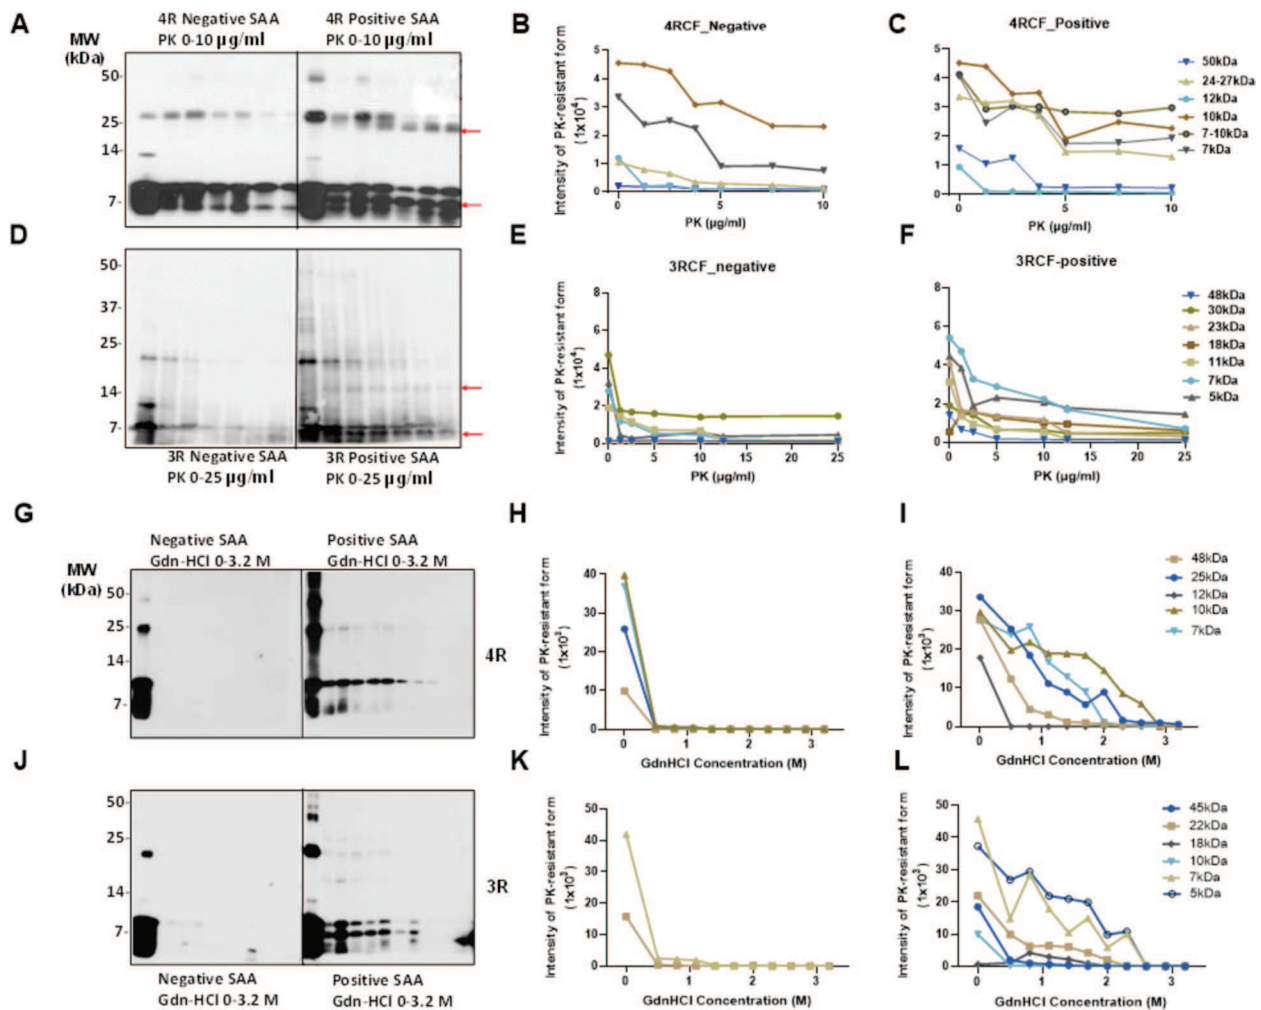 A
4R Negative SAA
PK 0-10 µg/ml
4R Positive SAA
PK 0-10 µg/ml
MW
(kDa)
50-
25-
14-
7-
B
4RCF_Negative
Intensity of PK-resistant form
(1x10⁴)
5
4
3
2
1
0
0
5
10
PK (µg/ml)
C
4RCF_Positive
5
4
3
2
1
0
0
5
10
PK (µg/ml)
50kDa
24-27kDa
12kDa
10kDa
7-10kDa
7kDa
D
50-
37-
25-
14-
7-
3R Negative SAA
PK 0-25 µg/ml
3R Positive SAA
PK 0-25 µg/ml
E
3RCF_negative
Intensity of PK-resistant form
(1x10⁴)
8
6
4
2
0
0
5
10
15
20
25
PK (µg/ml)
F
3RCF-positive
8
6
4
2
0
0
5
10
15
20
25
PK (µg/ml)
48kDa
30kDa
23kDa
18kDa
11kDa
7kDa
5kDa
G
Negative SAA
Gdn-HCl 0-3.2 M
Positive SAA
Gdn-HCl 0-3.2 M
MW
(kDa)
50-
25-
14-
7-
4R
H
Intensity of PK-resistant form
(1x10³)
40
30
20
10
0
0
1
2
3
GdnHCl Concentration (M)
I
Intensity of PK-resistant form
(1x10³)
40
30
20
10
0
0
1
2
3
GdnHCl Concentration (M)
48kDa
25kDa
12kDa
10kDa
7kDa
J
50-
25-
14-
7-
3R
Negative SAA
Gdn-HCl 0-3.2 M
Positive SAA
Gdn-HCl 0-3.2 M
K
Intensity of PK-resistant form
(1x10³)
50
40
30
20
10
0
0
1
2
3
GdnHCl Concentration (M)
L
Intensity of PK-resistant form
(1x10³)
50
40
30
20
10
0
0
1
2
3
GdnHCl Concentration (M)
45kDa
22kDa
18kDa
10kDa
7kDa
5kDa